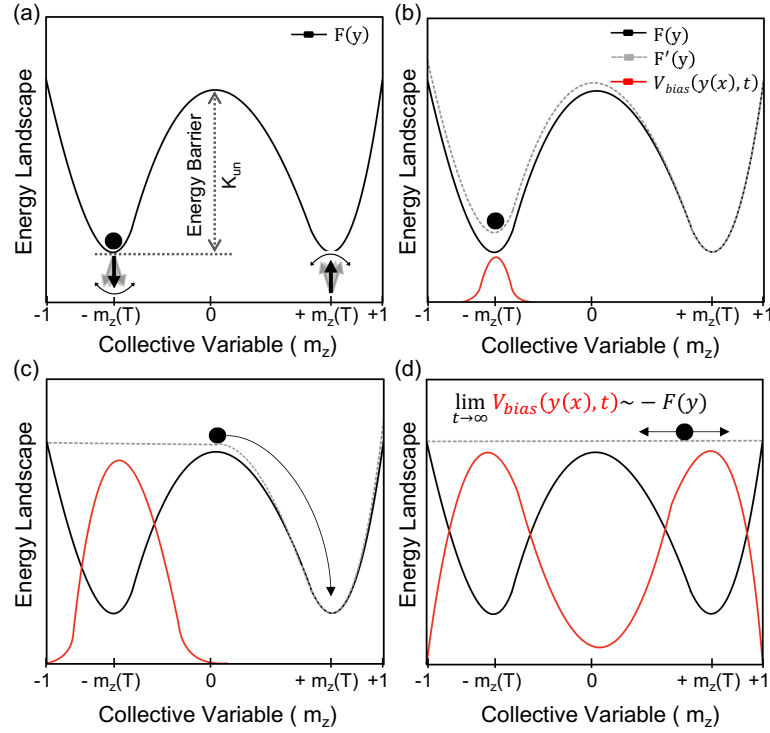 (a)
F(y)
Energy Landscape
Energy Barrier
K_un
-1
- m_z(T)
0
+ m_z(T)
+1
Collective Variable ( m_z)
(b)
F(y)
F′(y)
V_bias(y(x), t)
Energy Landscape
-1
- m_z(T)
0
+ m_z(T)
+1
Collective Variable ( m_z)
(c)
Energy Landscape
-1
- m_z(T)
0
+ m_z(T)
+1
Collective Variable ( m_z)
(d)
lim V_bias(y(x), t)~ − F(y)
t→∞
Energy Landscape
-1
- m_z(T)
0
+ m_z(T)
+1
Collective Variable ( m_z)